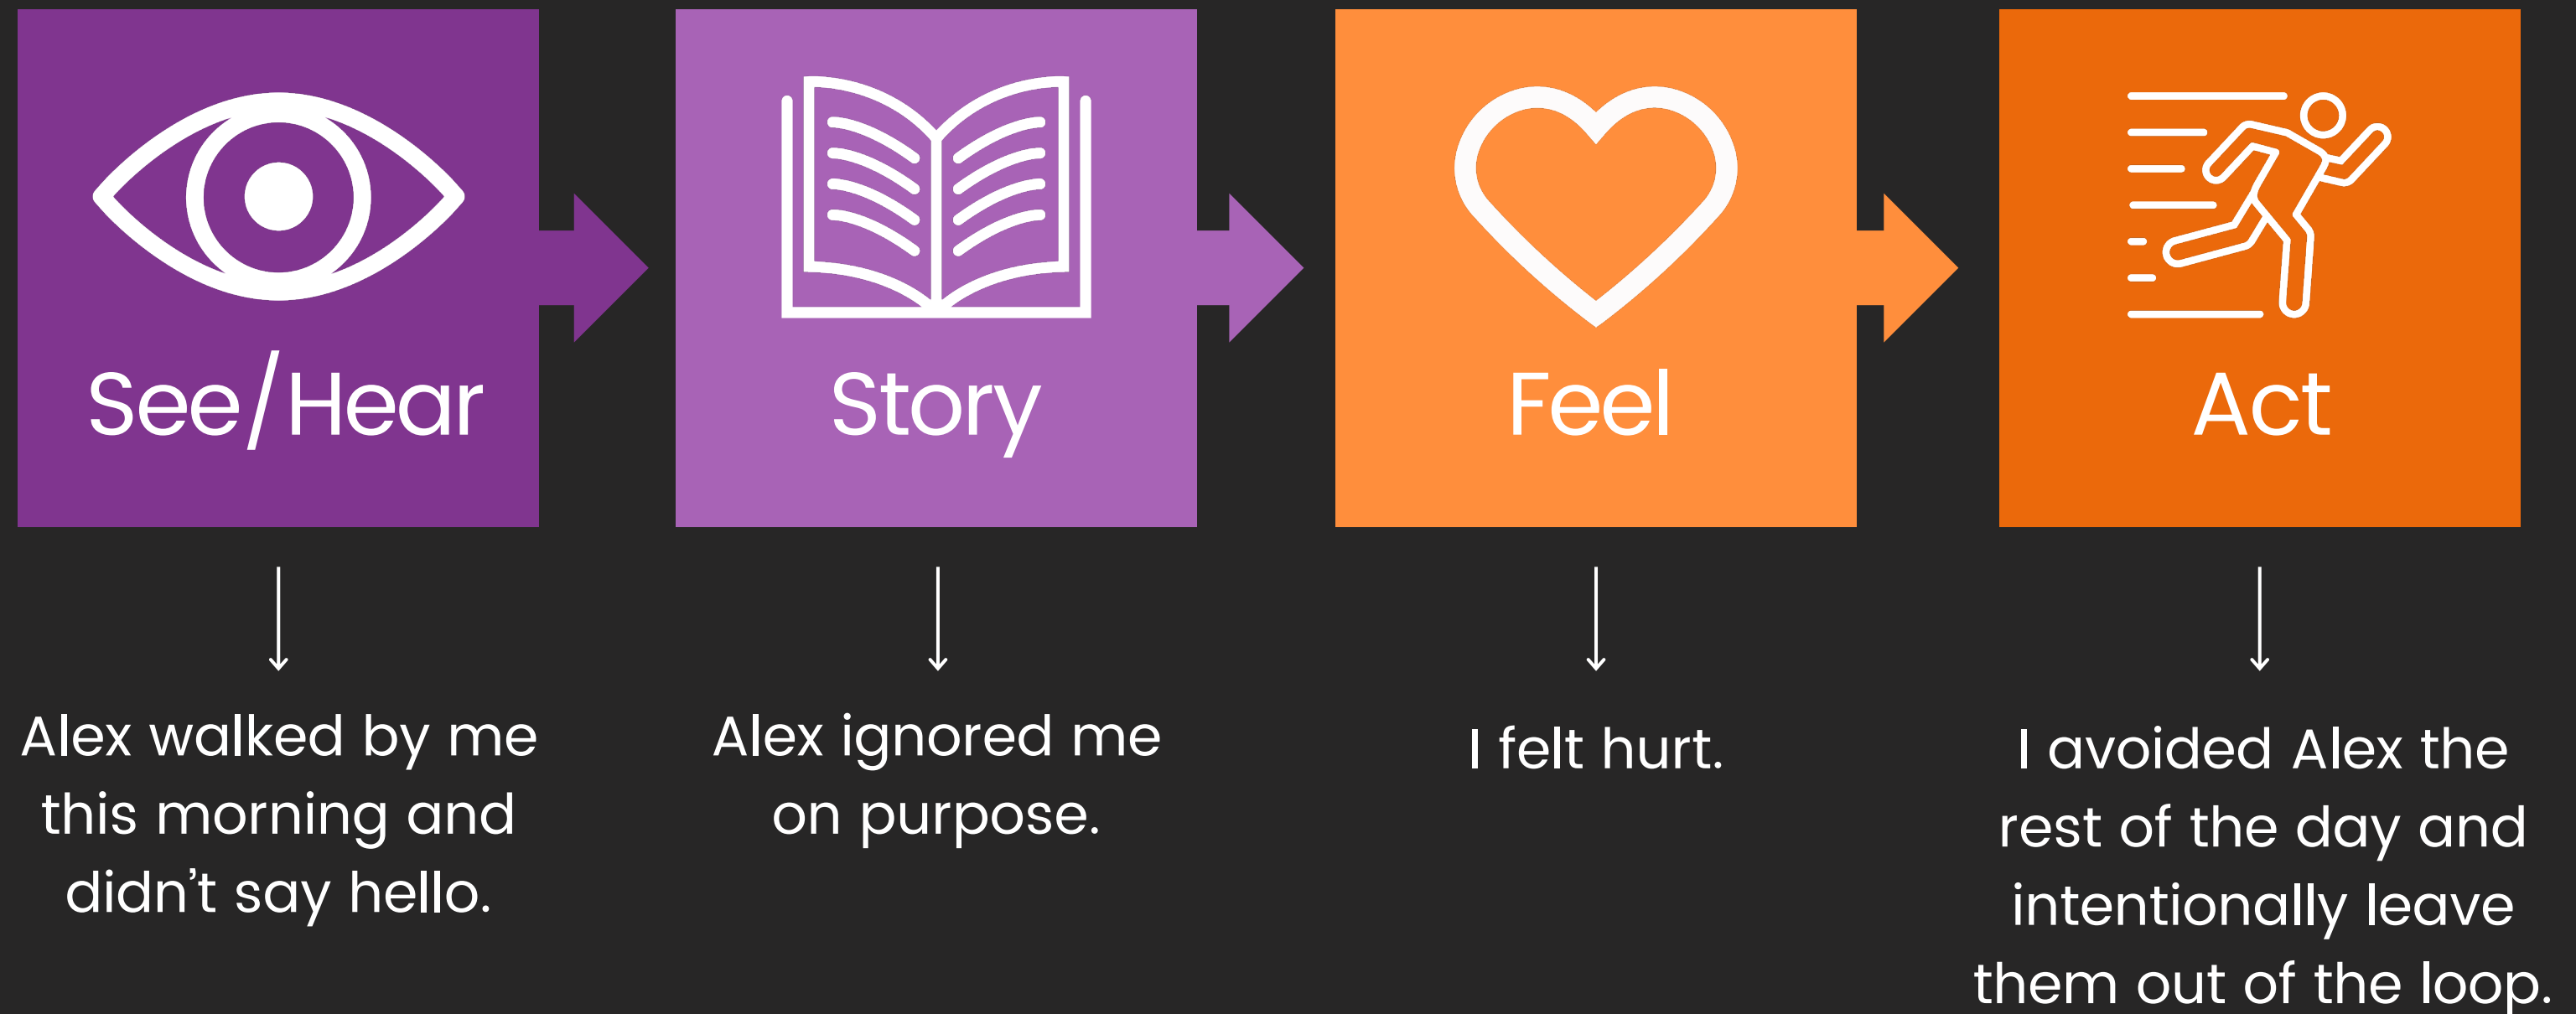 See/Hear
Story
Feel
Act
Alex walked by me
this morning and
didn't say hello.
Alex ignored me
on purpose.
I felt hurt.
I avoided Alex the
rest of the day and
intentionally leave
them out of the loop.